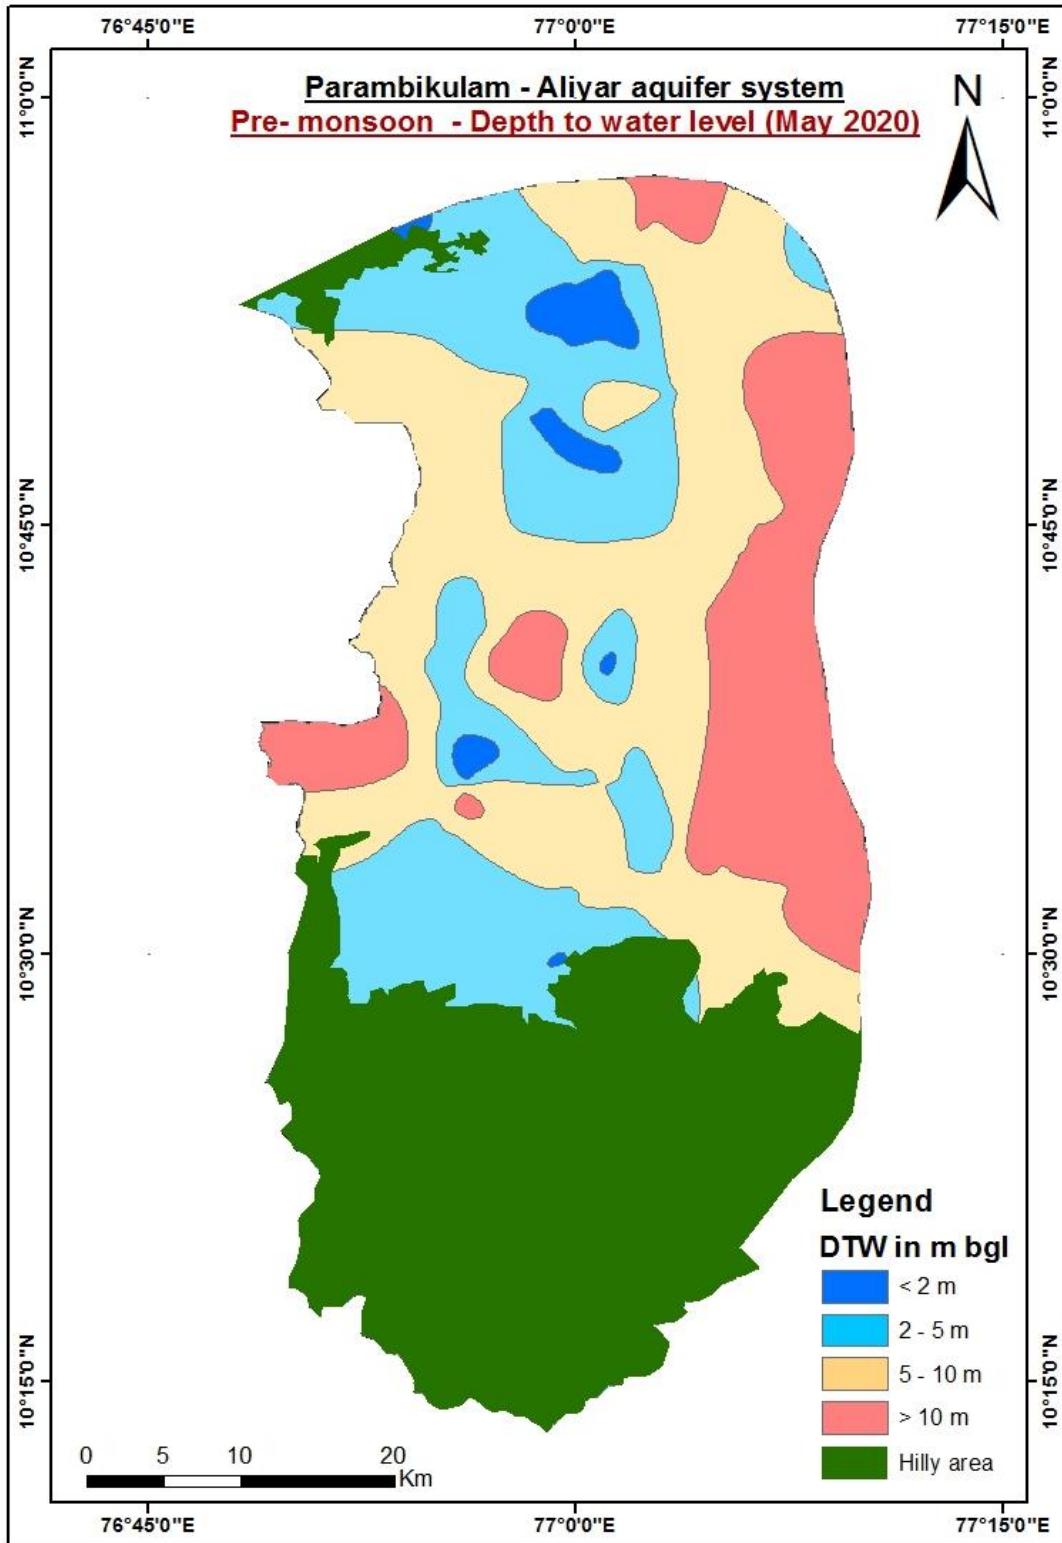 76°45'0"E 77°0'0"E 77°15'0"E
Parambikulam - Aliyar aquifer system
Pre- monsoon - Depth to water level (May 2020)
N
11°0'0"N 11°0'0"N
10°45'0"N 10°45'0"N
10°30'0"N 10°30'0"N
10°15'0"N 10°15'0"N
Legend
DTW in m bgl
< 2 m
2 - 5 m
5 - 10 m
> 10 m
Hilly area
0 5 10 20
Km
76°45'0"E 77°0'0"E 77°15'0"E